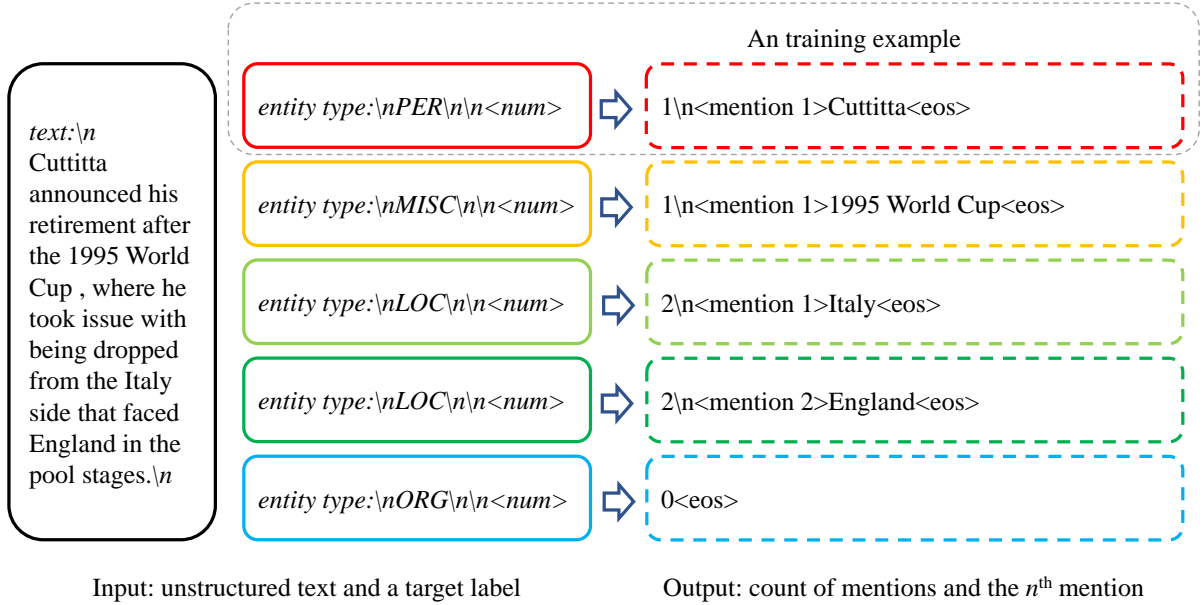 An training example
text:\n
Cuttitta
announced his
retirement after
the 1995 World
Cup , where he
took issue with
being dropped
from the Italy
side that faced
England in the
pool stages.\n
entity type:\nPER\n\n<num>
1\n<mention 1>Cuttitta<eos>
entity type:\nMISC\n\n<num>
1\n<mention 1>1995 World Cup<eos>
entity type:\nLOC\n\n<num>
2\n<mention 1>Italy<eos>
entity type:\nLOC\n\n<num>
2\n<mention 2>England<eos>
entity type:\nORG\n\n<num>
0<eos>
Input: unstructured text and a target label
Output: count of mentions and the nth mention